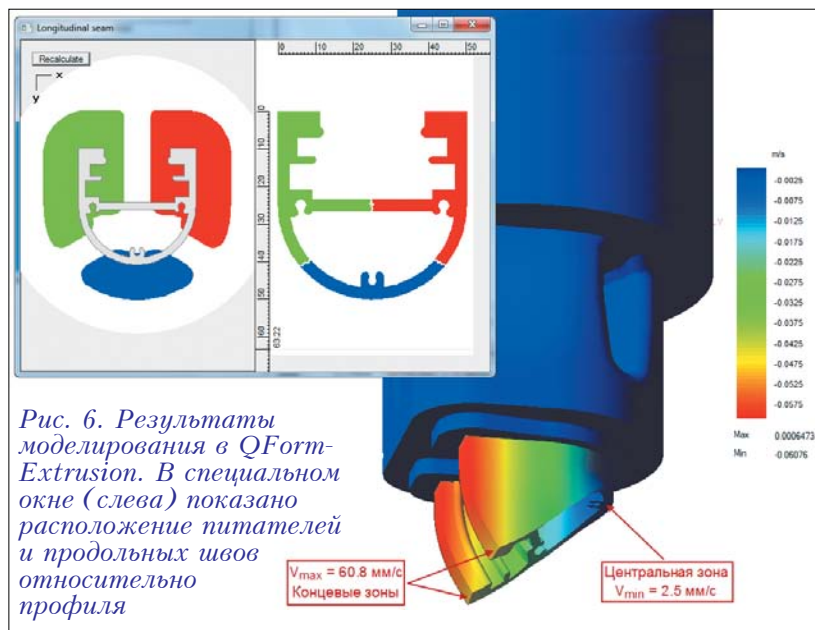 Longitudinal seam
Recalculate
x
y
0 10 20 30 40 50
0
10
20
30
40
50
60
63.22
m/s
-0.0025
-0.0075
-0.0125
-0.0175
-0.0225
-0.0275
-0.0325
-0.0375
-0.0425
-0.0475
-0.0525
-0.0575
Max 0.0006473
Min -0.06076
Y
Рис. 6. Результаты
моделирования в QForm-
Extrusion. В специальном
окне (слева) показано
расположение питателей
и продольных швов
относительно
профиля
Vmax = 60.8 мм/с
Концевые зоны
Центральная зона
Vmin = 2.5 мм/с